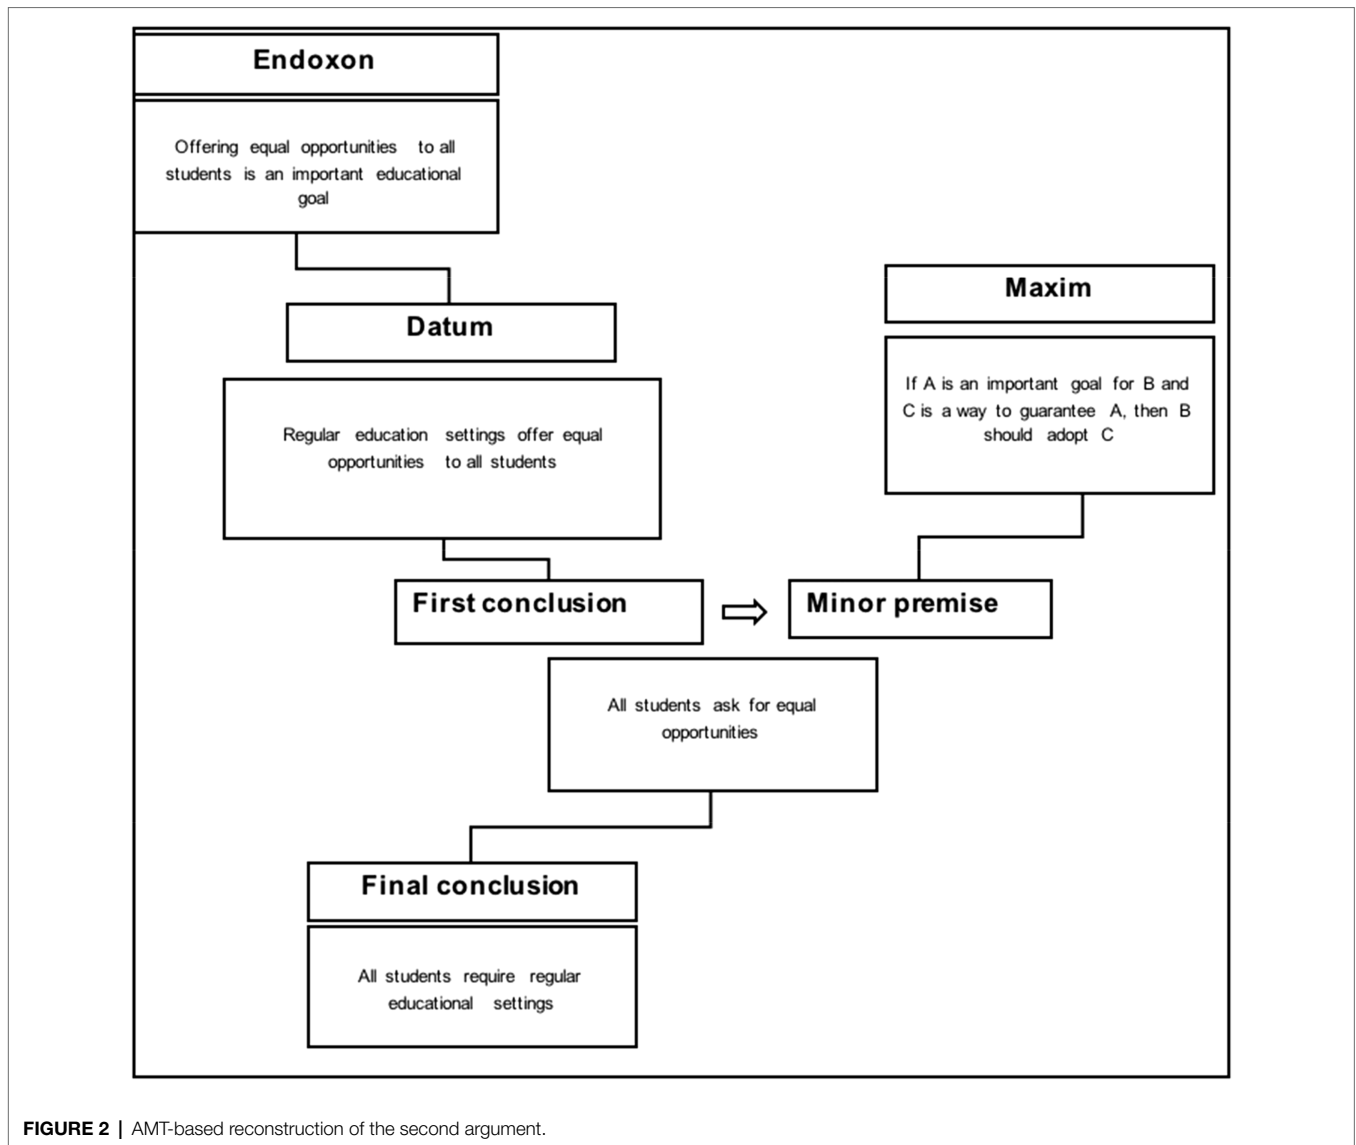 Endoxon
Offering equal opportunities to all
students is an important educational
goal
Datum
Regular education settings offer equal
opportunities to all students
Maxim
If A is an important goal for B and
C is a way to guarantee A, then B
should adopt C
First conclusion
Minor premise
All students ask for equal
opportunities
Final conclusion
All students require regular
educational settings
FIGURE 2 | AMT-based reconstruction of the second argument.